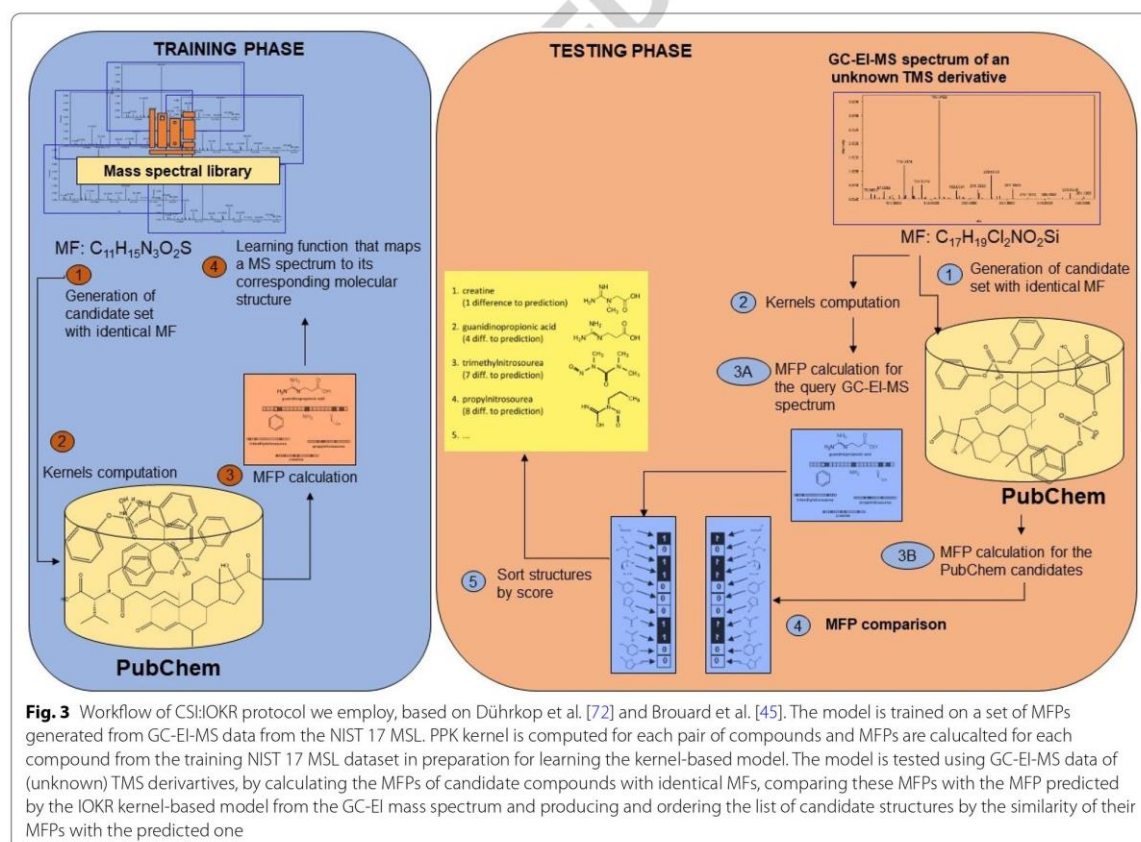 TRAINING PHASE
Mass spectral library
MF: C₁₁H₁₅N₃O₂S
1
Generation of
candidate set
with identical MF
4
Learning function that maps
a MS spectrum to its
corresponding molecular
structure
2
Kernels computation
3
MFP calculation
guanidinopropionic acid
PubChem
TESTING PHASE
GC-EI-MS spectrum of an
unknown TMS derivative
MF: C₁₇H₁₉Cl₂NO₂Si
1
Generation of candidate
set with identical MF
2
Kernels computation
3A
MFP calculation for
the query GC-EI-MS
spectrum
guanidinopropionic acid
PubChem
3B
MFP calculation for the
PubChem candidates
4
MFP comparison
5
Sort structures
by score
1. creatine
(1 difference to prediction)
2. guanidinopropionic acid
(4 diff. to prediction)
3. trimethylnitrosourea
(7 diff. to prediction)
4. propylnitrosourea
(8 diff. to prediction)
5. ...
Fig. 3 Workflow of CSI:IOKR protocol we employ, based on Dührkop et al. [72] and Brouard et al. [45]. The model is trained on a set of MFPs
generated from GC-EI-MS data from the NIST 17 MSL. PPK kernel is computed for each pair of compounds and MFPs are calucalted for each
compound from the training NIST 17 MSL dataset in preparation for learning the kernel-based model. The model is tested using GC-EI-MS data of
(unknown) TMS derivartives, by calculating the MFPs of candidate compounds with identical MFs, comparing these MFPs with the MFP predicted
by the IOKR kernel-based model from the GC-EI mass spectrum and producing and ordering the list of candidate structures by the similarity of their
MFPs with the predicted one